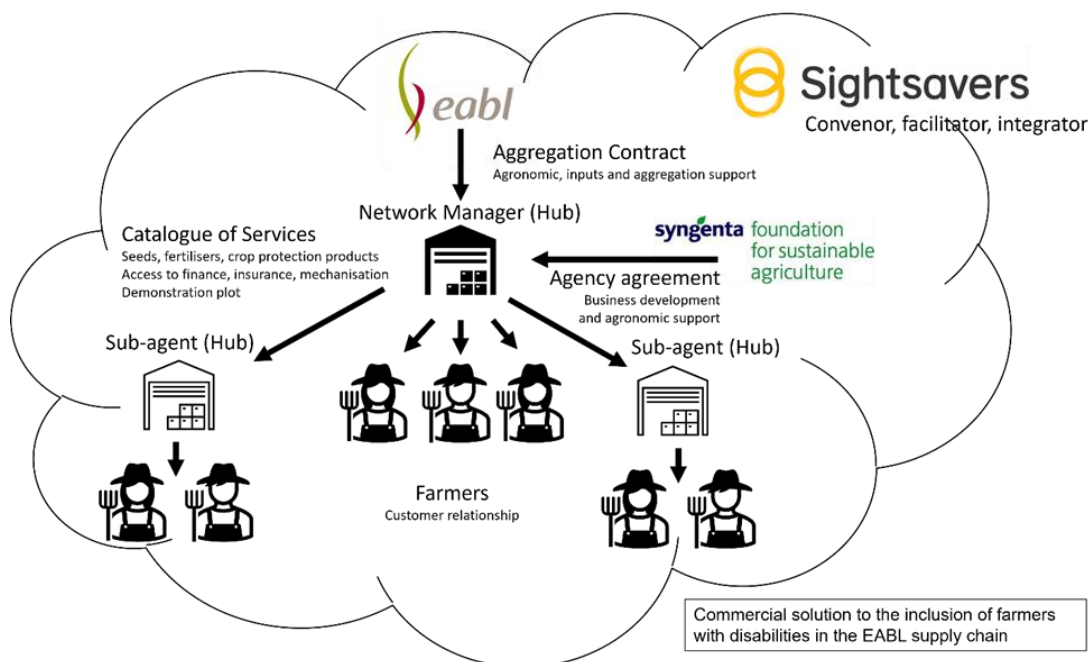 eabl
Sightsavers
Convenor, facilitator, integrator
Aggregation Contract
Agronomic, inputs and aggregation support
Network Manager (Hub)
Catalogue of Services
Seeds, fertilisers, crop protection products
Access to finance, insurance, mechanisation
Demonstration plot
syngenta foundation
for sustainable
agriculture
Agency agreement
Business development
and agronomic support
Sub-agent (Hub)
Sub-agent (Hub)
Farmers
Customer relationship
Commercial solution to the inclusion of farmers
with disabilities in the EABL supply chain